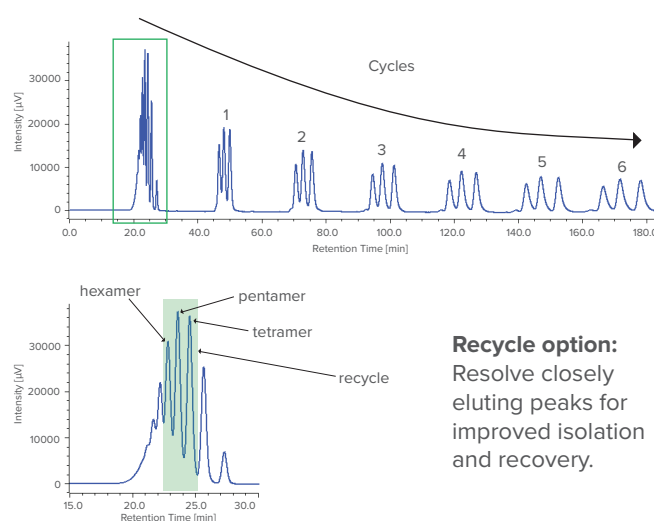 Cycles
Intensity [µV]
30000
20000
10000
0
1
2
3
4
5
6
0.0 20.0 40.0 60.0 80.0 100.0 120.0 140.0 160.0 180.0
Retention Time [min]
hexamer
pentamer
tetramer
recycle
Intensity [µV]
30000
20000
10000
0
15.0 20.0 25.0 30.0
Retention Time [min]
Recycle option:
Resolve closely
eluting peaks for
improved isolation
and recovery.